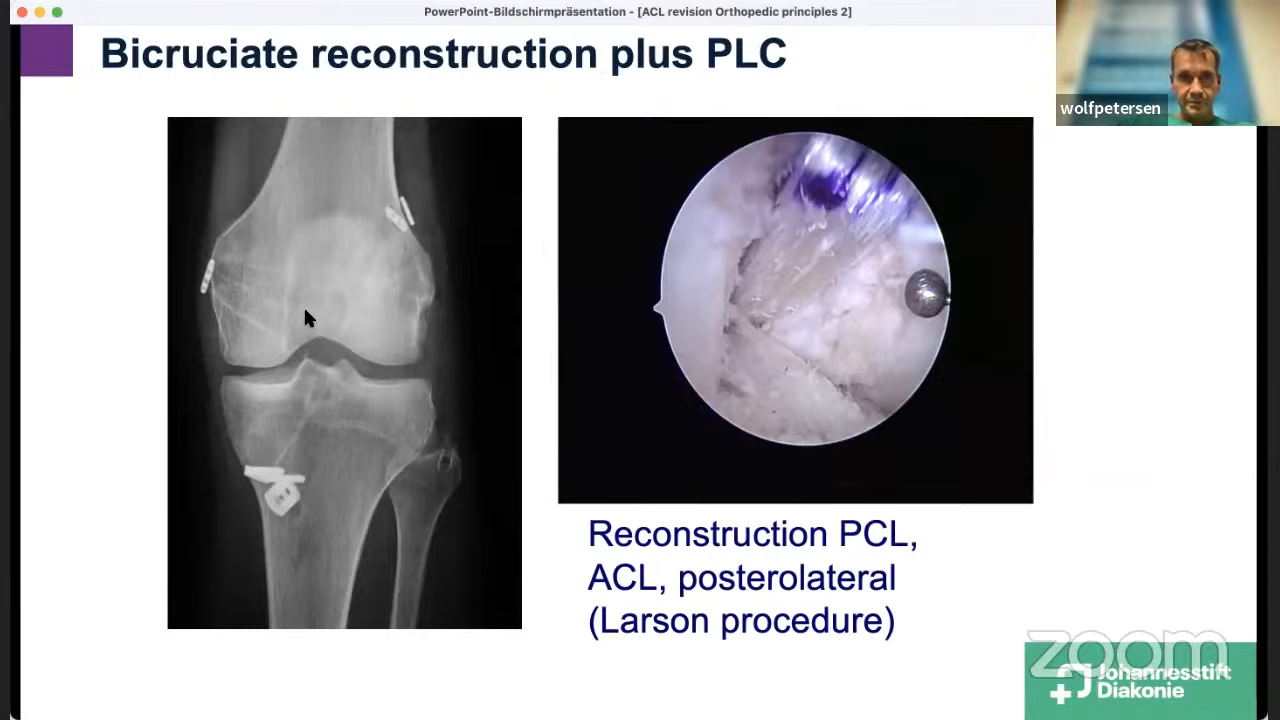 PowerPoint-Bildschirmpräsentation - [ACL revision Orthopedic principles 2]
Bicruciate reconstruction plus PLC
wolfpetersen
Reconstruction PCL,
ACL, posterolateral
(Larson procedure)
zoom
Johannesstift
Diakonie